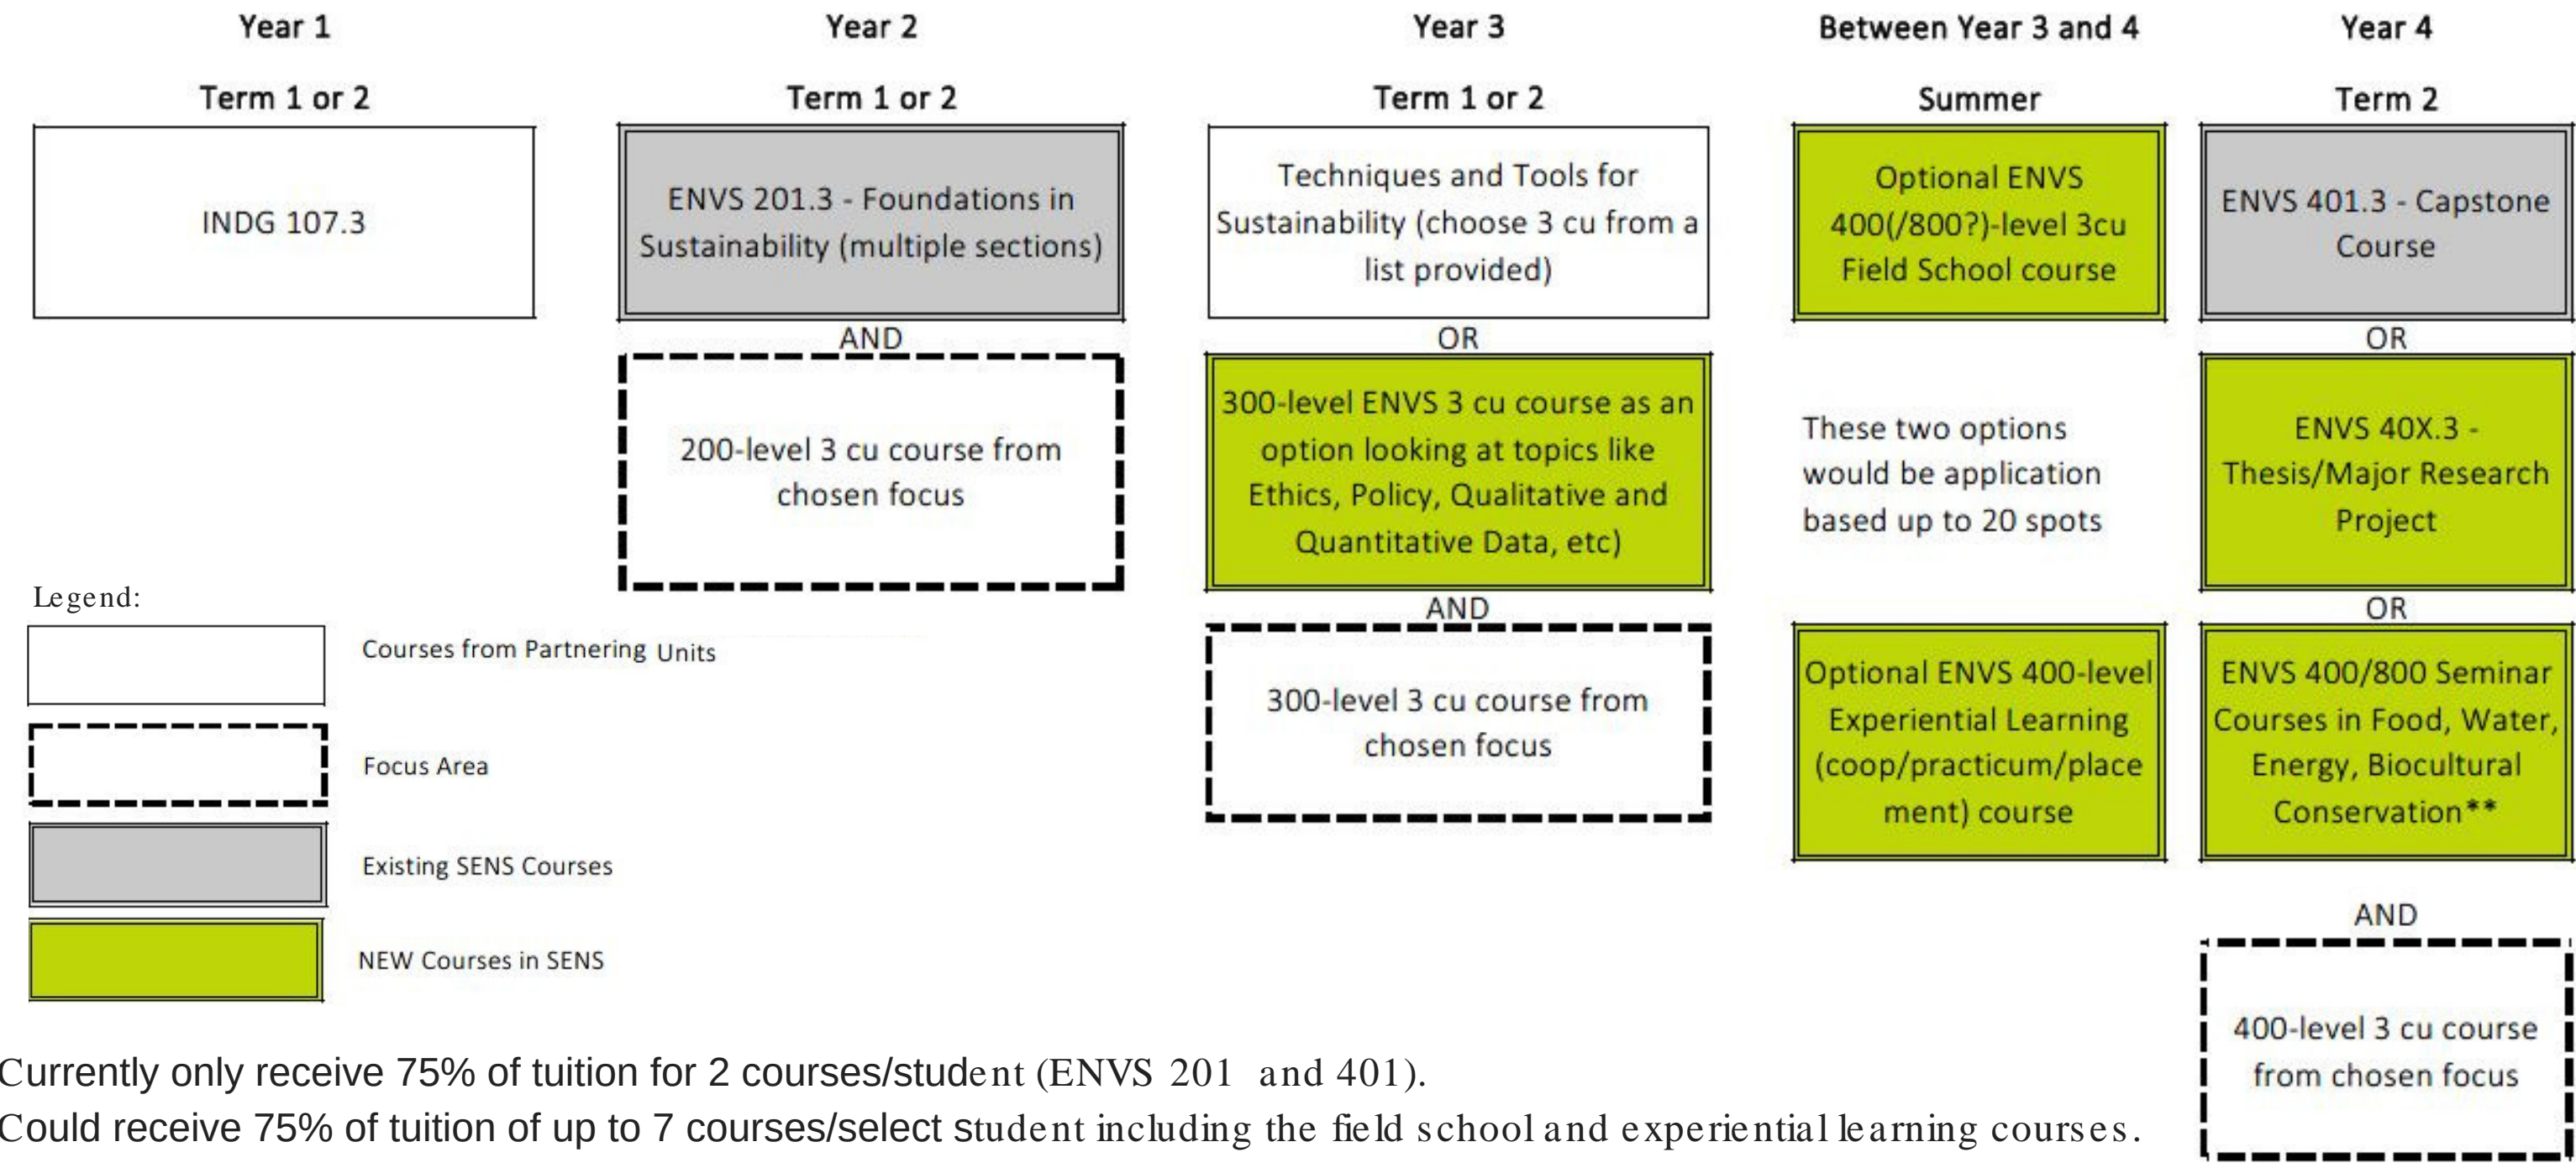 Year 1
Term 1 or 2
INDG 107.3
Year 2
Term 1 or 2
ENVS 201.3 - Foundations in
Sustainability (multiple sections)
AND
200-level 3 cu course from
chosen focus
Year 3
Term 1 or 2
Techniques and Tools for
Sustainability (choose 3 cu from a
list provided)
OR
300-level ENVS 3 cu course as an
option looking at topics like
Ethics, Policy, Qualitative and
Quantitative Data, etc)
AND
300-level 3 cu course from
chosen focus
Between Year 3 and 4
Summer
Optional ENVS
400(/800?)-level 3cu
Field School course
These two options
would be application
based up to 20 spots
Optional ENVS 400-level
Experiential Learning
(coop/practicum/place
ment) course
Year 4
Term 2
ENVS 401.3 - Capstone
Course
OR
ENVS 40X.3 -
Thesis/Major Research
Project
OR
ENVS 400/800 Seminar
Courses in Food, Water,
Energy, Biocultural
Conservation**
AND
400-level 3 cu course
from chosen focus
Legend:
Courses from Partnering Units
Focus Area
Existing SENS Courses
NEW Courses in SENS
Currently only receive 75% of tuition for 2 courses/student (ENVS 201 and 401).
Could receive 75% of tuition of up to 7 courses/select student including the field school and experiential learning courses.